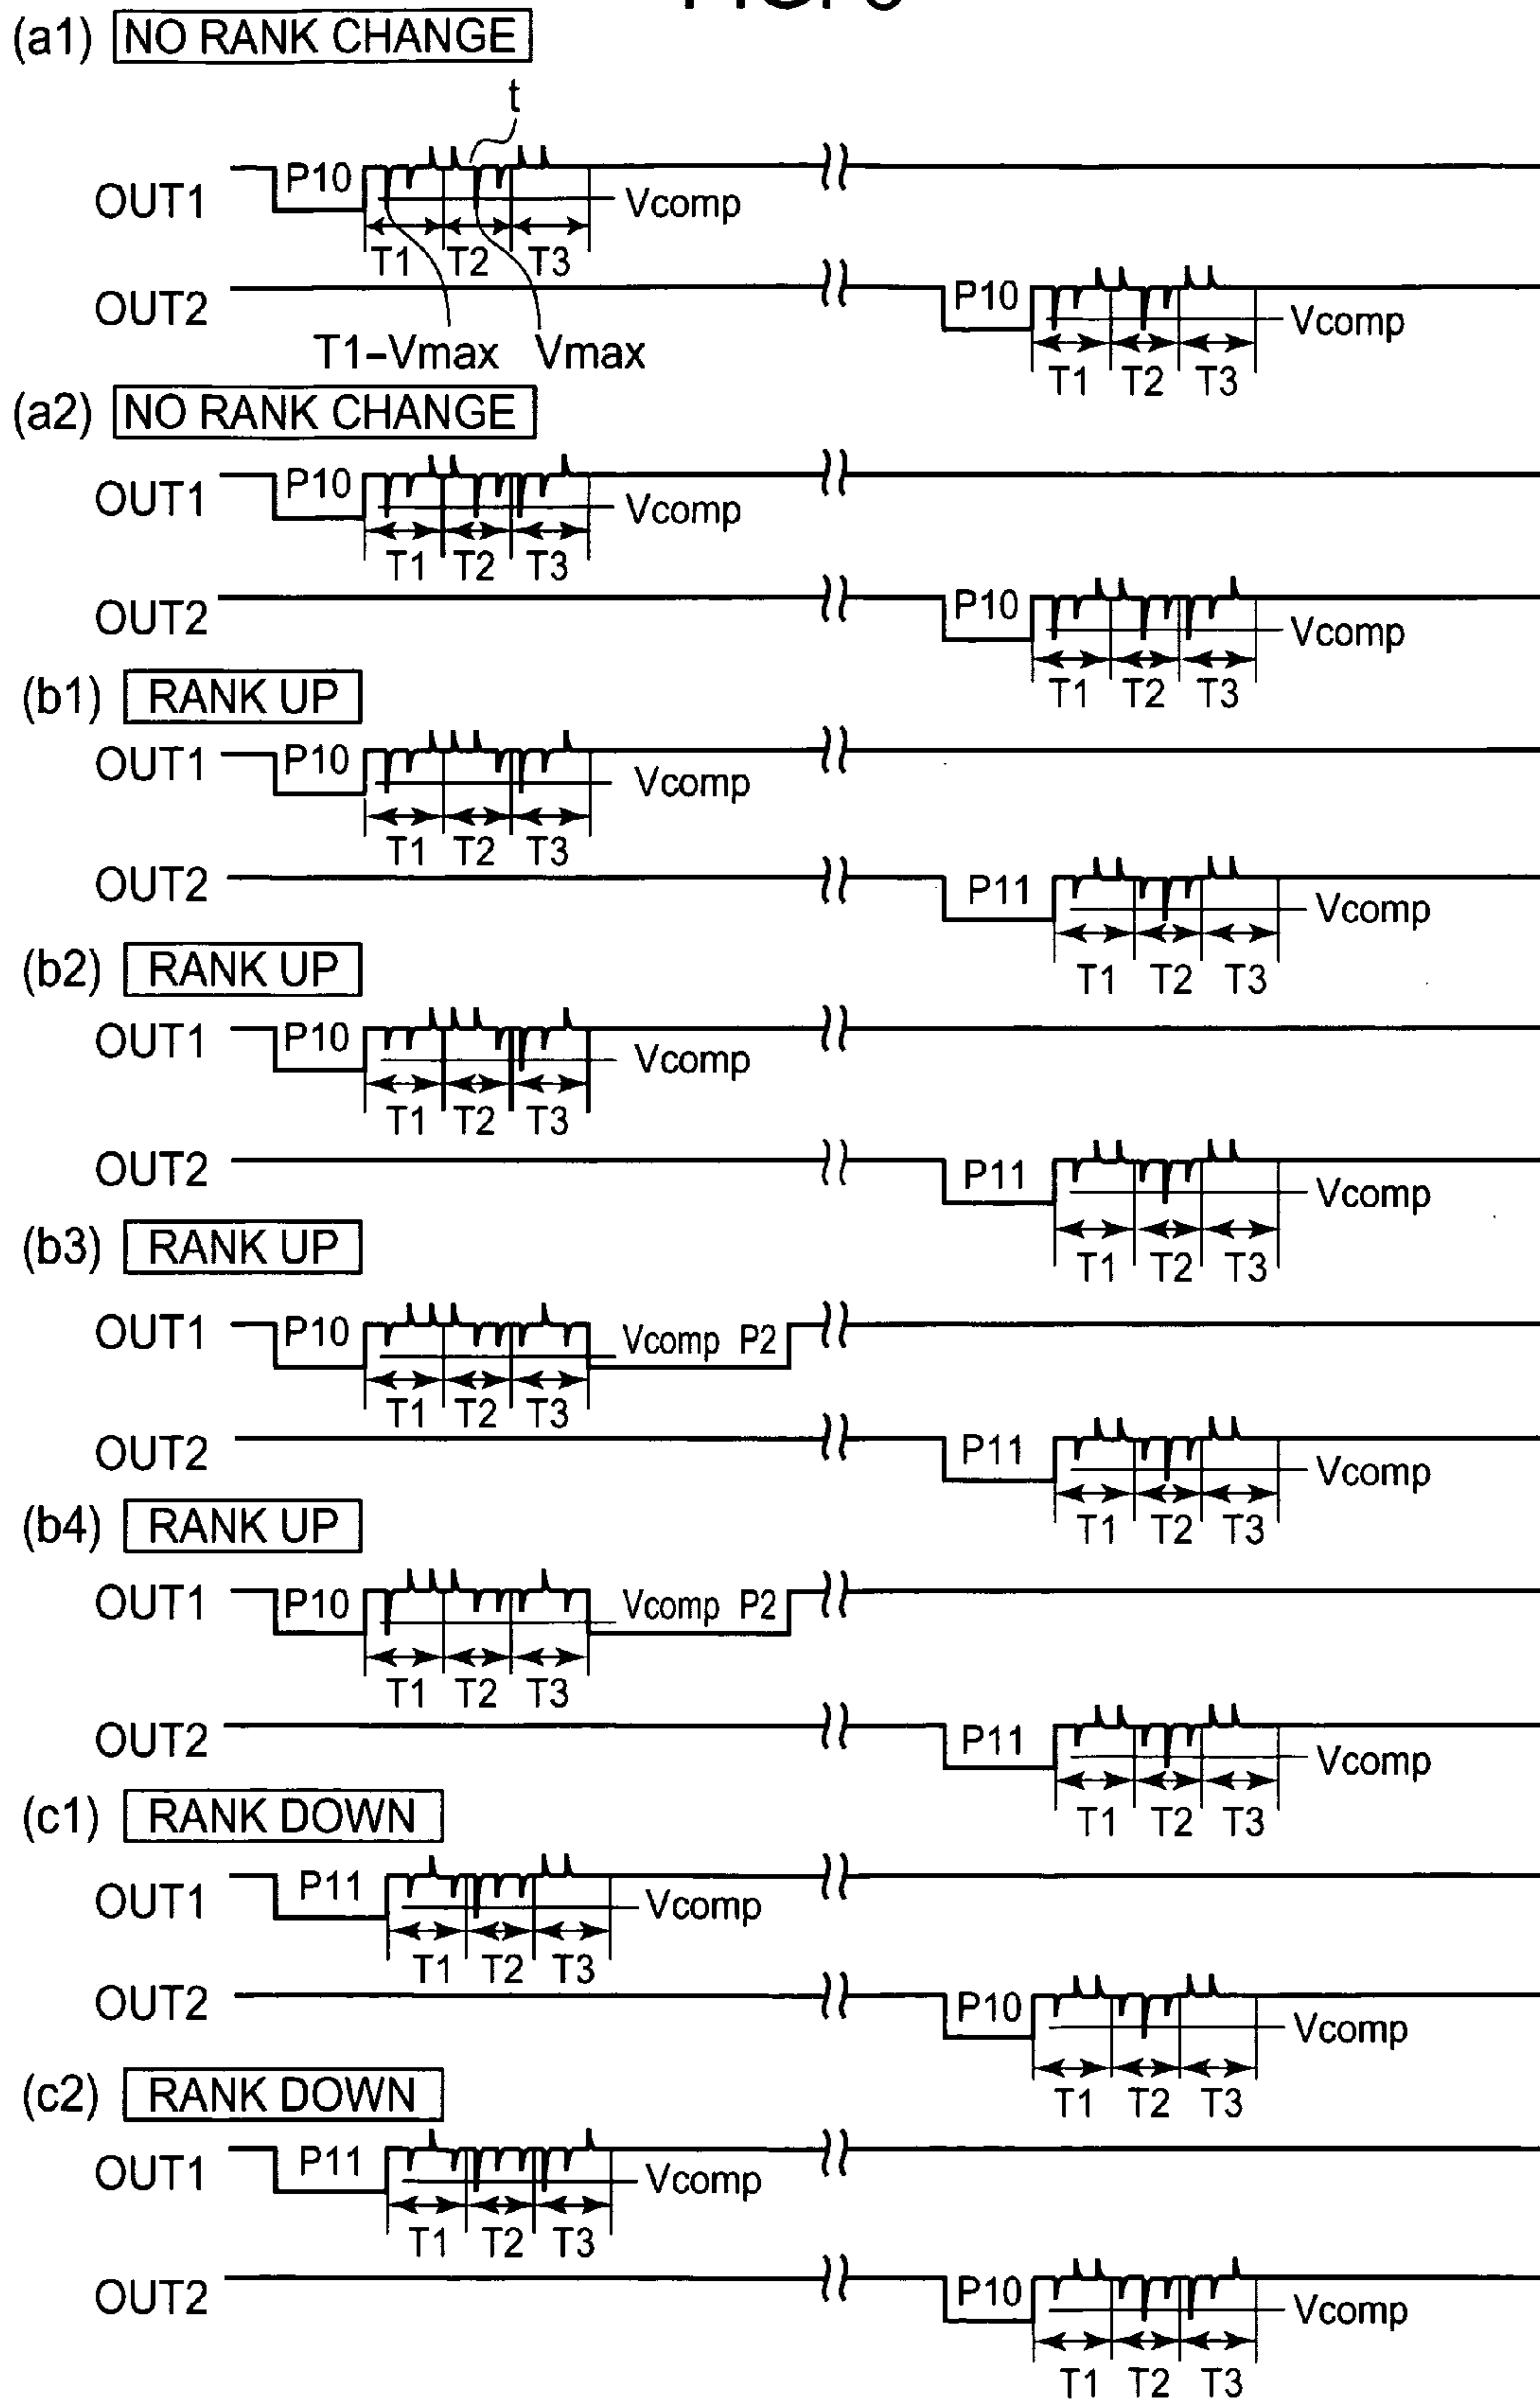 (a1) NO RANK CHANGE
t
OUT1 P10 Vcomp
T1 T2 T3
OUT2 P10 Vcomp
T1-Vmax Vmax
T1 T2 T3
(a2) NO RANK CHANGE
OUT1 P10 Vcomp
T1 T2 T3
OUT2 P10 Vcomp
T1 T2 T3
(b1) RANK UP
OUT1 P10 Vcomp
T1 T2 T3
OUT2 P11 Vcomp
T1 T2 T3
(b2) RANK UP
OUT1 P10 Vcomp
T1 T2 T3
OUT2 P11 Vcomp
T1 T2 T3
(b3) RANK UP
OUT1 P10 Vcomp P2
T1 T2 T3
OUT2 P11 Vcomp
T1 T2 T3
(b4) RANK UP
OUT1 P10 Vcomp P2
T1 T2 T3
OUT2 P11 Vcomp
T1 T2 T3
(c1) RANK DOWN
OUT1 P11 Vcomp
T1 T2 T3
OUT2 P10 Vcomp
T1 T2 T3
(c2) RANK DOWN
OUT1 P11 Vcomp
T1 T2 T3
OUT2 P10 Vcomp
T1 T2 T3